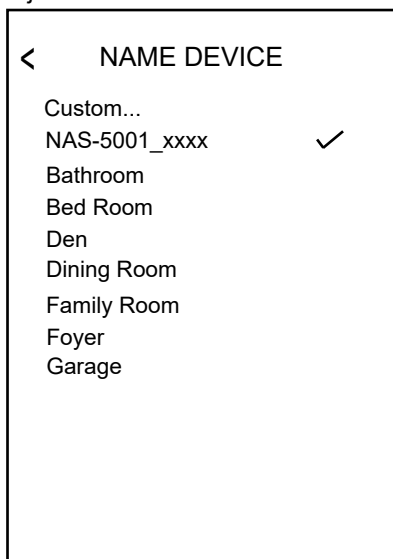 < NAME DEVICE
Custom...
NAS-5001_xxxx
Bathroom
Bed Room
Den
Dining Room
Family Room
Foyer
Garage